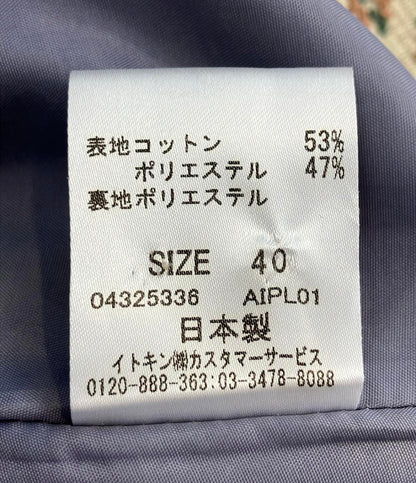 表地コットン 53%
ポリエステル 47%
裏地ポリエステル
SIZE 40
04325336 AIPL01
日本製
イトキン㈱カスタマーサービス
0120-888-363:03-3478-8088